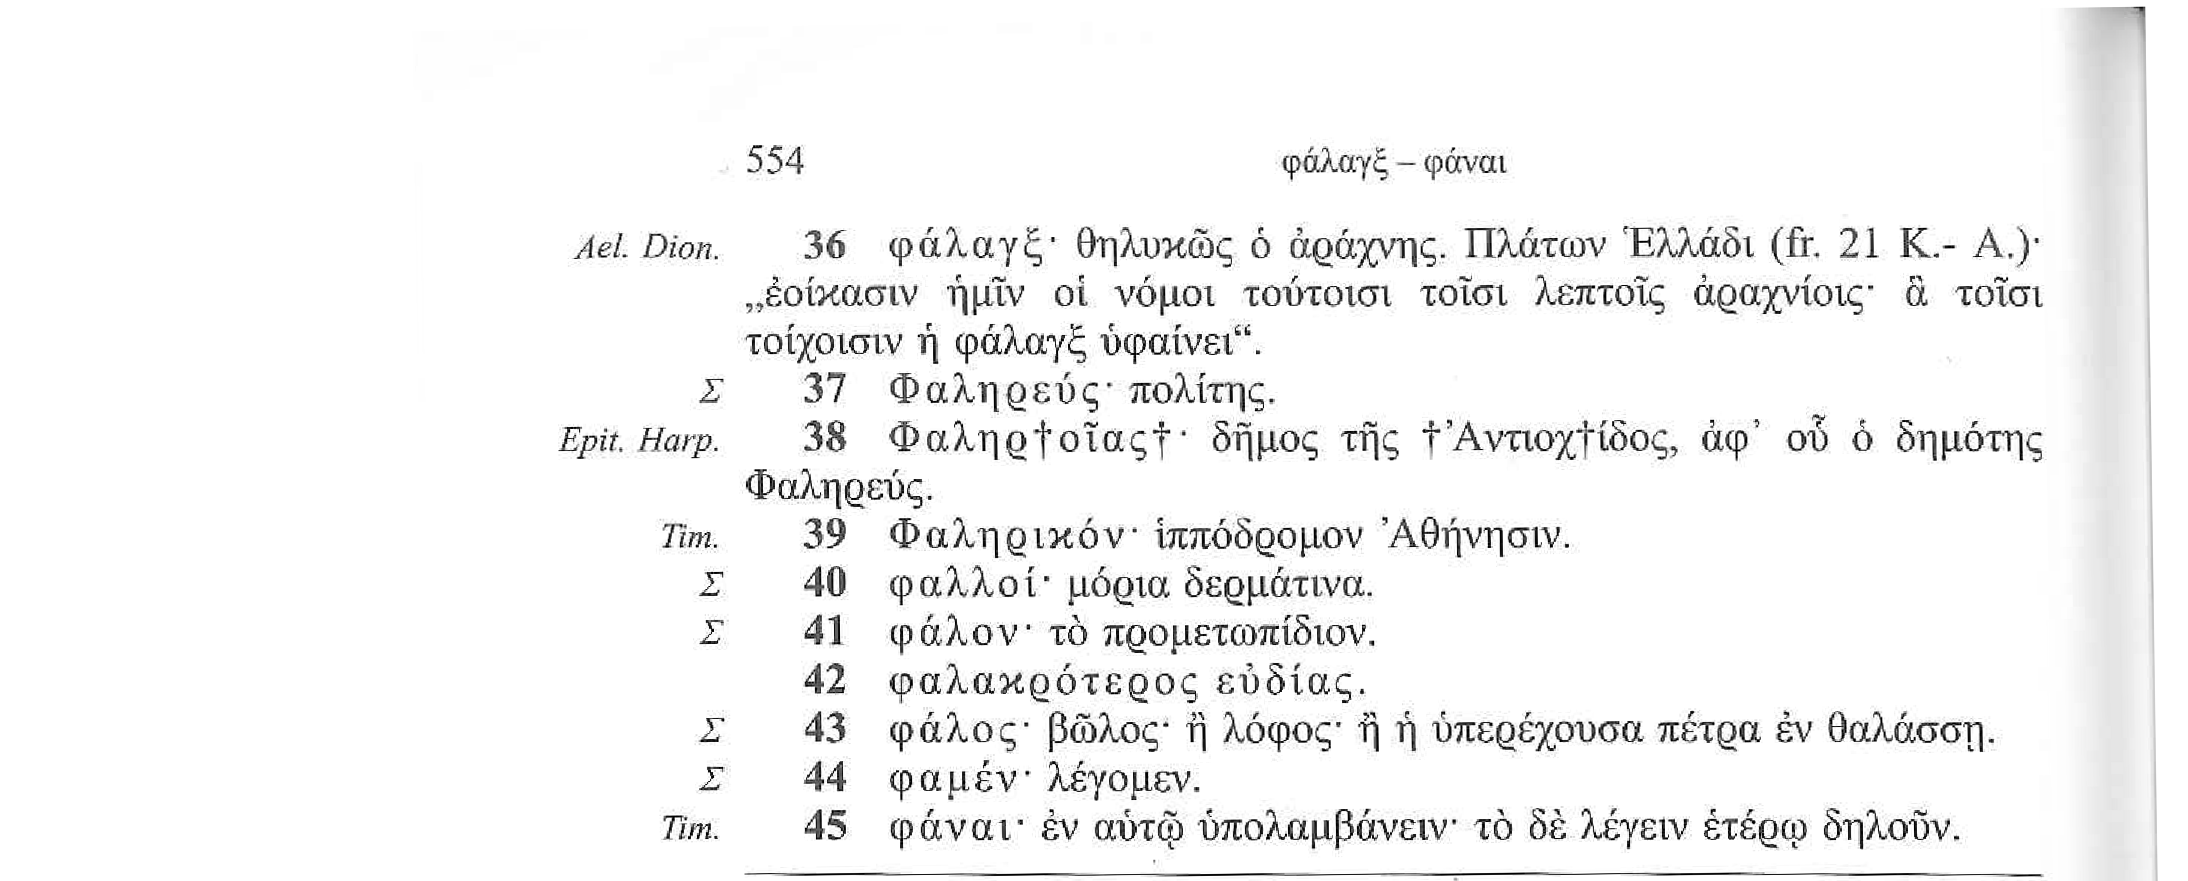 554 φάλαγξ – φάναι
Ael. Dion. 36 φάλαγξ· θηλυκῶς ὁ ἀράχνης. Πλάτων Ἑλλάδι (fr. 21 K.- A.)·
„ἐοίκασιν ἡμῖν οἱ νόμοι τούτοισι τοῖσι λεπτοῖς ἀραχνίοις· ἃ τοῖσι
τοίχοισιν ἡ φάλαγξ ὑφαίνει“.
Σ 37 Φαληρεύς· πολίτης.
Epit. Harp. 38 Φαληρ†οῖας†· δῆμος τῆς †Ἀντιοχ†ίδος, ἀφ’ οὗ ὁ δημότης
Φαληρεύς.
Tim. 39 Φαληρικόν· ἱππόδρομον Ἀθήνησιν.
Σ 40 φαλλοί· μόρια δερμάτινα.
Σ 41 φάλον· τὸ προμετωπίδιον.
42 φαλακρότερος εὐδίας.
Σ 43 φάλος· βῶλος· ἢ λόφος· ἢ ἡ ὑπερέχουσα πέτρα ἐν θαλάσσῃ.
Σ 44 φαμέν· λέγομεν.
Tim. 45 φάναι· ἐν αὑτῷ ὑπολαμβάνειν· τὸ δὲ λέγειν ἑτέρῳ δηλοῦν.